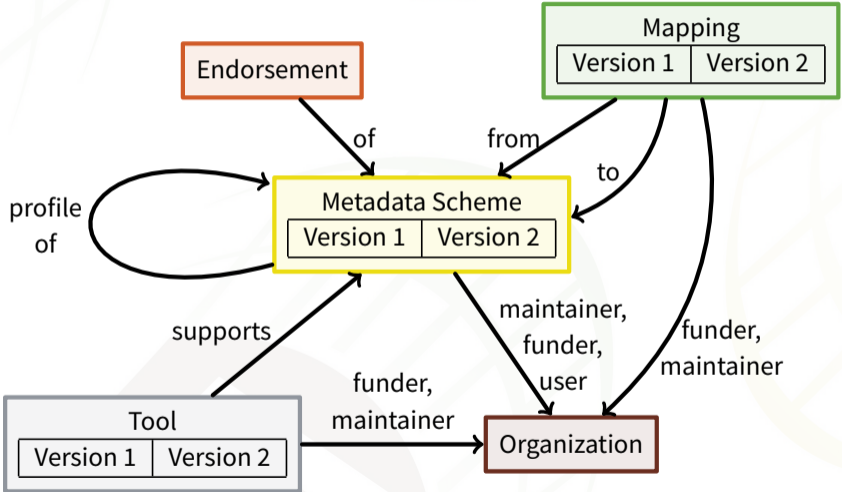 Mapping
Version 1 Version 2
Endorsement
of
from
to
Metadata Scheme
Version 1 Version 2
profile
of
supports
maintainer,
funder,
user
funder,
maintainer
funder,
maintainer
Tool
Version 1 Version 2
Organization